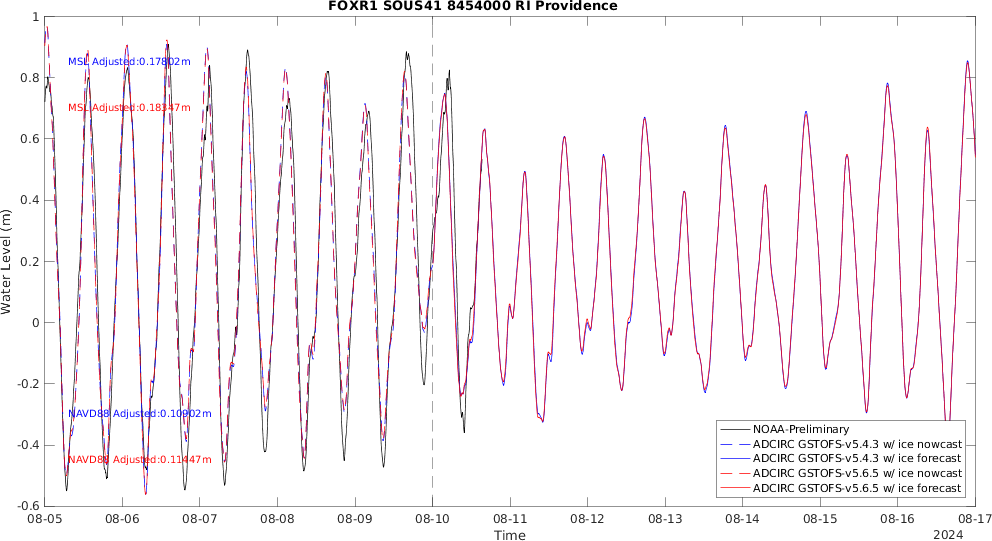 FOXR1 SOUS41 8454000 RI Providence
1
0.8
0.6
0.4
0.2
0
-0.2
-0.4
-0.6
Water Level (m)
MSL Adjusted:0.17802m
MSL Adjusted:0.18347m
NAVD88 Adjusted:0.10902m
NAVD88 Adjusted:0.11447m
NOAA-Preliminary
ADCIRC GSTOFS-v5.4.3 w/ ice nowcast
ADCIRC GSTOFS-v5.4.3 w/ ice forecast
ADCIRC GSTOFS-v5.6.5 w/ ice nowcast
ADCIRC GSTOFS-v5.6.5 w/ ice forecast
08-05 08-06 08-07 08-08 08-09 08-10 08-11 08-12 08-13 08-14 08-15 08-16 08-17
Time
2024